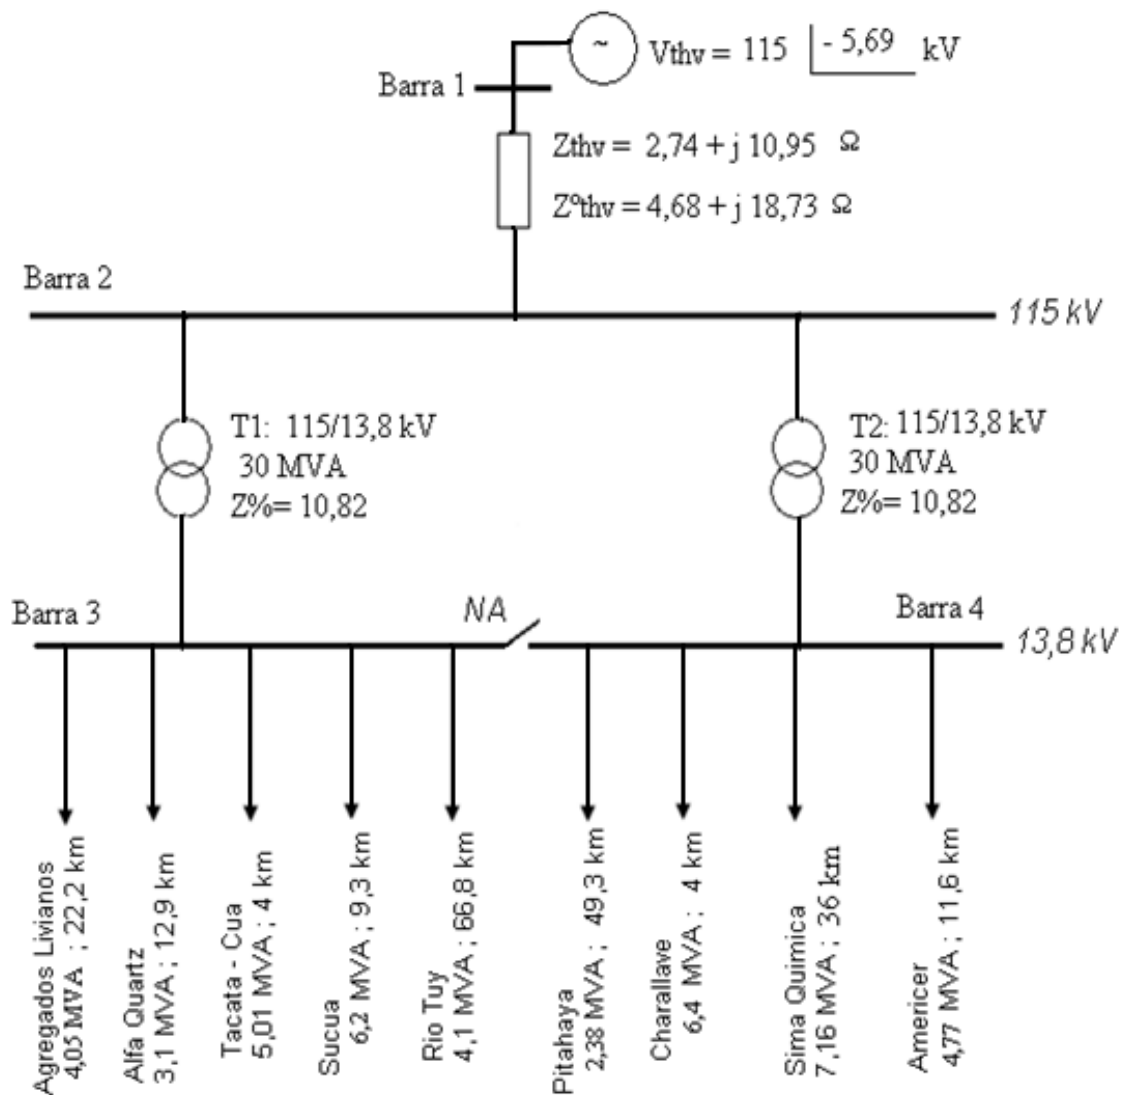 ~
Vthv = 115 - 5,69 kV
Barra 1
Zthv = 2,74 + j 10,95 Ω
Zºthv = 4,68 + j 18,73 Ω
Barra 2
115 kV
T1: 115/13,8 kV
30 MVA
Z%= 10,82
T2: 115/13,8 kV
30 MVA
Z%= 10,82
Barra 3
NA
Barra 4
13,8 kV
Agregados Livianos
4,05 MVA ; 22,2 km
Alfa Quartz
3,1 MVA ; 12,9 km
Tacata - Cua
5,01 MVA ; 4 km
Sucua
6,2 MVA ; 9,3 km
Rio Tuy
4,1 MVA ; 66,8 km
Pitahaya
2,38 MVA ; 49,3 km
Charallave
6,4 MVA ; 4 km
Sima Quimica
7,16 MVA ; 36 km
Americer
4,77 MVA ; 11,6 km